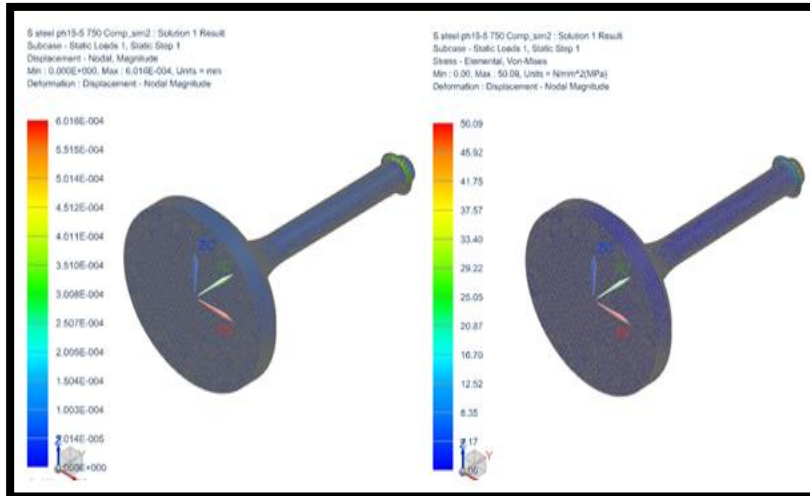 S steel ph15-5 750 Comp_sim2 : Solution 1 Result
Subcase - Static Loads 1, Static Step 1
Displacement - Nodal, Magnitude
Min : 0.000E+000, Max : 6.016E-004, Units = mm
Deformation : Displacement - Nodal Magnitude
6.016E-004
5.515E-004
5.014E-004
4.512E-004
4.011E-004
3.510E-004
3.008E-004
2.507E-004
2.005E-004
1.504E-004
1.003E-004
.014E-005
.000E+000
ZC
Z
Y
S steel ph15-5 750 Comp_sim2 : Solution 1 Result
Subcase - Static Loads 1, Static Step 1
Stress - Elemental, Von-Mises
Min : 0.00, Max : 50.09, Units = N/mm^2(MPa)
Deformation : Displacement - Nodal Magnitude
50.09
45.92
41.75
37.57
33.40
29.22
25.05
20.87
16.70
12.52
8.35
.17
ZC
Z
Y